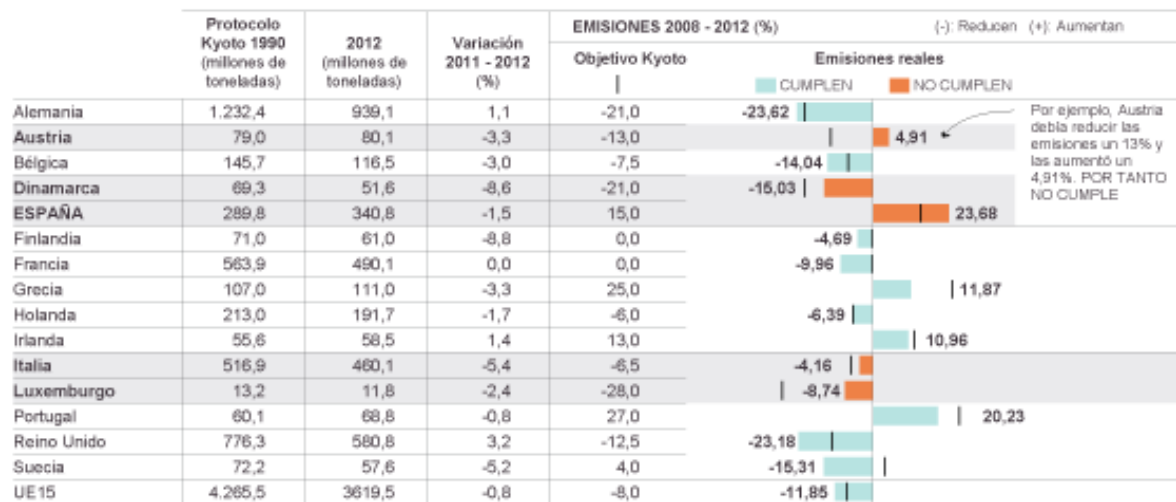 Protocolo Kyoto 1990 (millones de toneladas) 2012 (millones de toneladas) Variación 2011 - 2012 (%) EMISIONES 2008 - 2012 (%) (-): Reducen (+): Aumentan
Objetivo Kyoto Emisiones reales
CUMPLEN NO CUMPLEN
Alemania 1.232,4 939,1 1,1 -21,0 -23,62
Austria 79,0 80,1 -3,3 -13,0 4,91
Bélgica 145,7 116,5 -3,0 -7,5 -14,04
Dinamarca 69,3 51,6 -8,6 -21,0 -15,03
ESPAÑA 289,8 340,8 -1,5 15,0 23,68
Finlandia 71,0 61,0 -8,8 0,0 -4,69
Francia 563,9 490,1 0,0 0,0 -9,96
Grecia 107,0 111,0 -3,3 25,0 11,87
Holanda 213,0 191,7 -1,7 -6,0 -6,39
Irlanda 55,6 58,5 1,4 13,0 10,96
Italia 516,9 460,1 -5,4 -6,5 -4,16
Luxemburgo 13,2 11,8 -2,4 -28,0 -8,74
Portugal 60,1 68,8 -0,8 27,0 20,23
Reino Unido 776,3 580,8 3,2 -12,5 -23,18
Suecia 72,2 57,6 -5,2 4,0 -15,31
UE15 4.265,5 3619,5 -0,8 -8,0 -11,85
Por ejemplo, Austria
debía reducir las
emisiones un 13% y
las aumentó un
4,91%. POR TANTO
NO CUMPLE